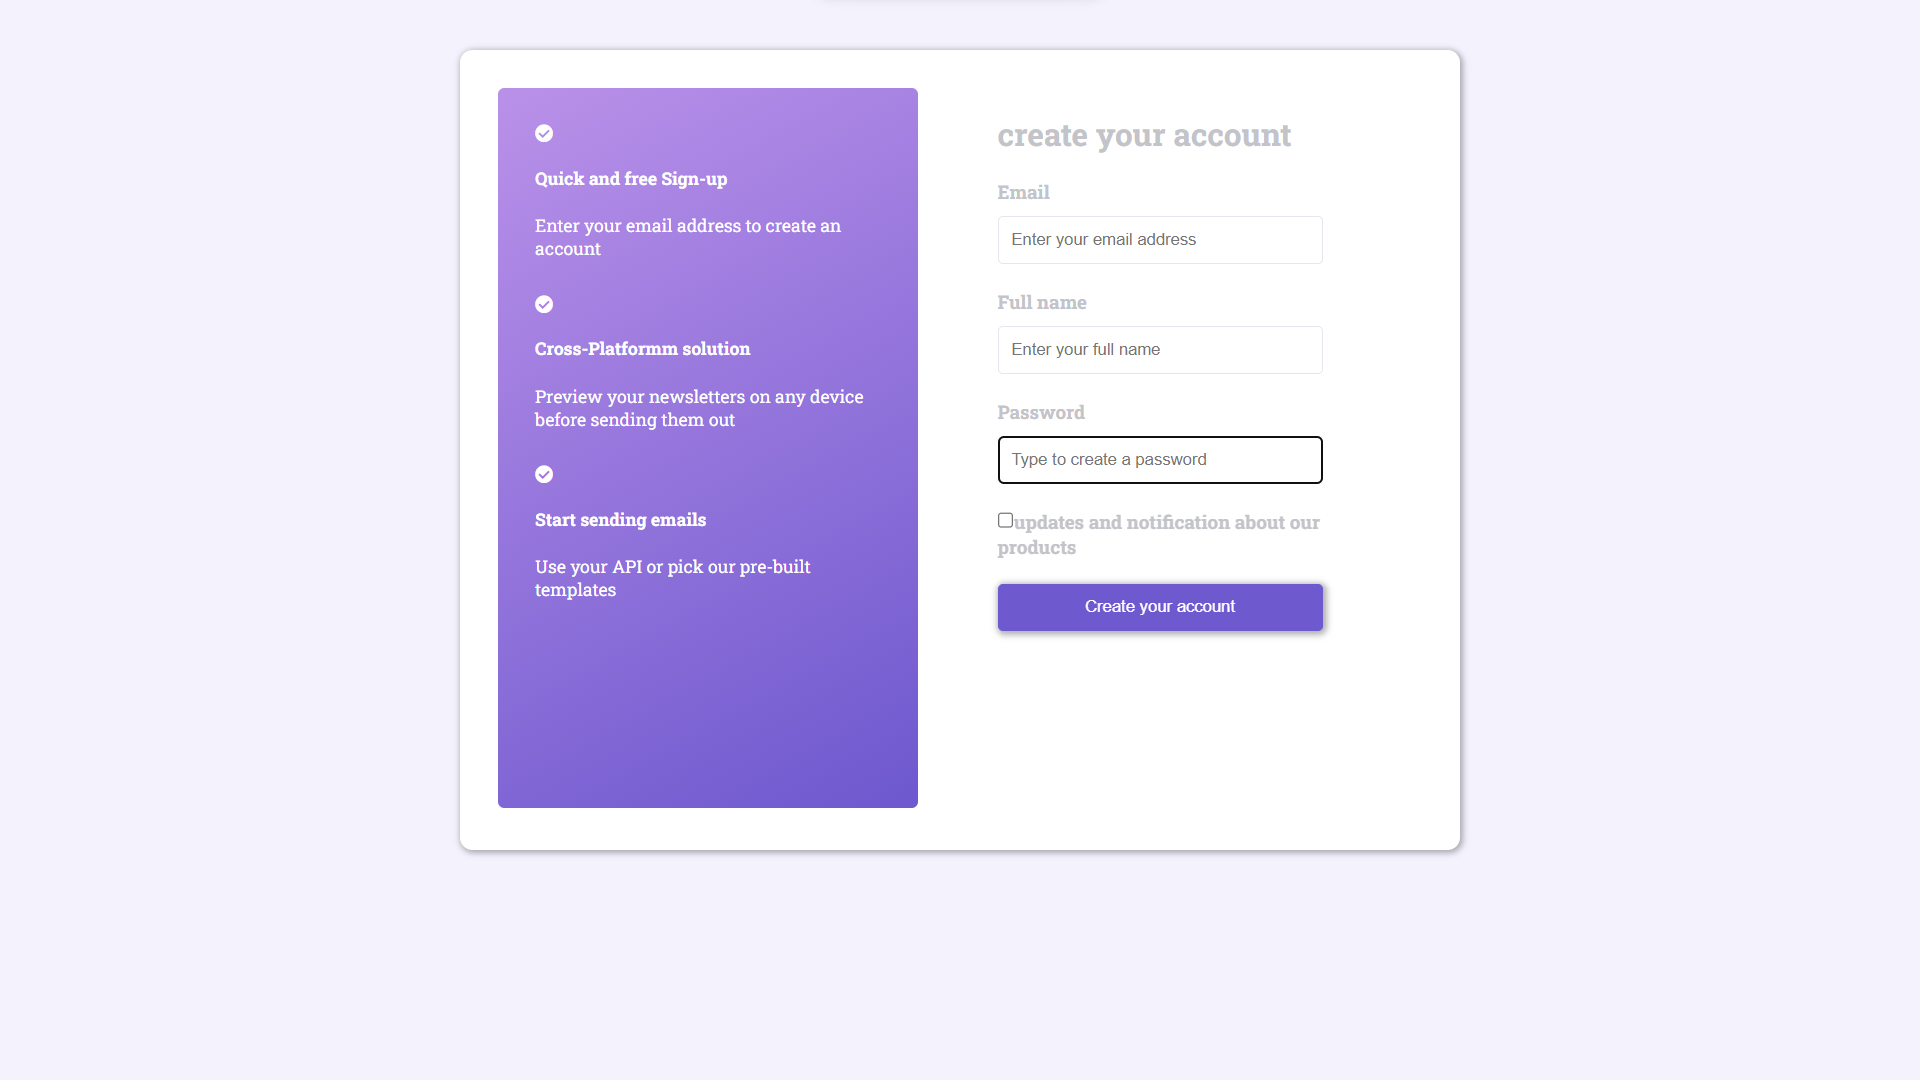 Quick and free Sign-up
Enter your email address to create an
account
Cross-Platformm solution
Preview your newsletters on any device
before sending them out
Start sending emails
Use your API or pick our pre-built
templates
create your account
Email
Enter your email address
Full name
Enter your full name
Password
Type to create a password
updates and notification about our
products
Create your account